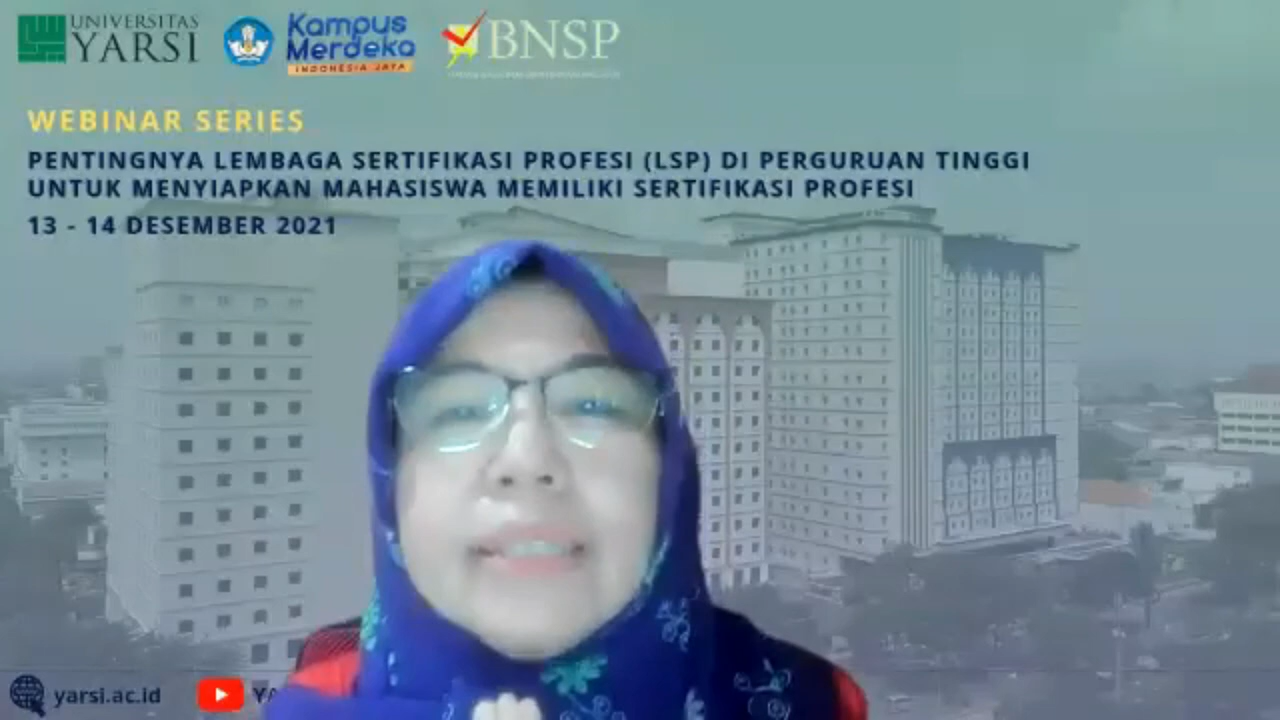 UNIVERSITAS
YARSI
Kampus
Merdeka
INDONESIA JAYA
BNSP
WEBINAR SERIES
PENTINGNYA LEMBAGA SERTIFIKASI PROFESI (LSP) DI PERGURUAN TINGGI
UNTUK MENYIAPKAN MAHASISWA MEMILIKI SERTIFIKASI PROFESI
13 - 14 DESEMBER 2021
yarsi.ac.id